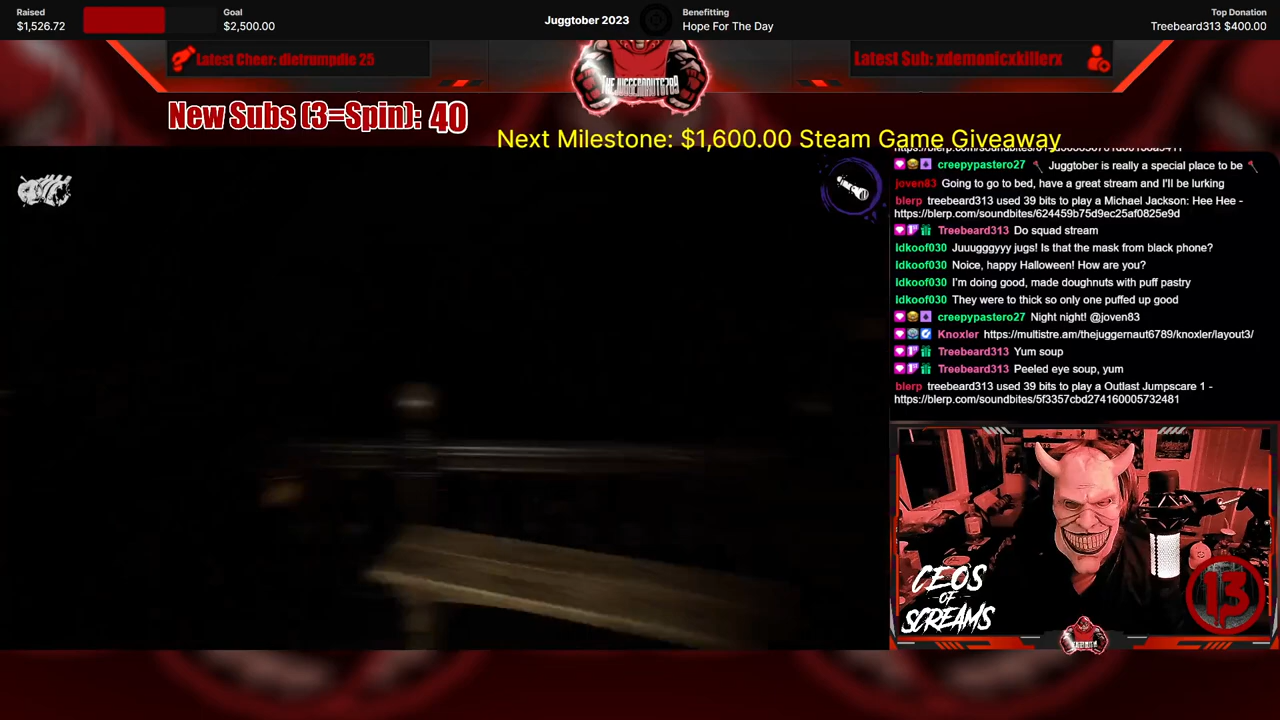 Raised
$1,526.72
Goal
$2,500.00
Juggtober 2023
Benefitting
Hope For The Day
Top Donation
Treebeard313 $400.00
Latest Cheer: dietrumpdie 25
THEJUGGERNAUT6789
Latest Sub: xdemonicxkillerx
New Subs (3=Spin): 40
Next Milestone: $1,600.00 Steam Game Giveaway
creepypastero27 Juggtober is really a special place to be
joven83 Going to go to bed, have a great stream and I'll be lurking
blerp treebeard313 used 39 bits to play a Michael Jackson: Hee Hee -
https://blerp.com/soundbites/624459b75d9ec25af0825e9d
Treebeard313 Do squad stream
ldkoof030 Juuugggyyy jugs! Is that the mask from black phone?
ldkoof030 Noice, happy Halloween! How are you?
ldkoof030 I'm doing good, made doughnuts with puff pastry
ldkoof030 They were to thick so only one puffed up good
creepypastero27 Night night! @joven83
Knoxler https://multistre.am/thejuggernaut6789/knoxler/layout3/
Treebeard313 Yum soup
Treebeard313 Peeled eye soup, yum
blerp treebeard313 used 39 bits to play a Outlast Jumpscare 1 -
https://blerp.com/soundbites/5f3357cbd274160005732481
CEOS
OF
SCREAMS
13